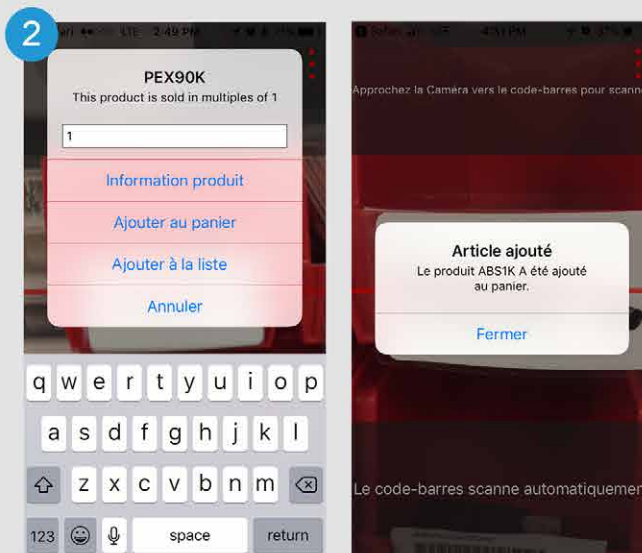 2
LTE 2:49 PM
PEX90K
This product is sold in multiples of 1
1
Information produit
Ajouter au panier
Ajouter à la liste
Annuler
q w e r t y u i o p
a s d f g h j k l
z x c v b n m
123 space return
4:51 PM
Approchez la Caméra vers le code-barres pour scanne
Article ajouté
Le produit ABS1K A été ajouté
au panier.
Fermer
Le code-barres scanne automatiquemen